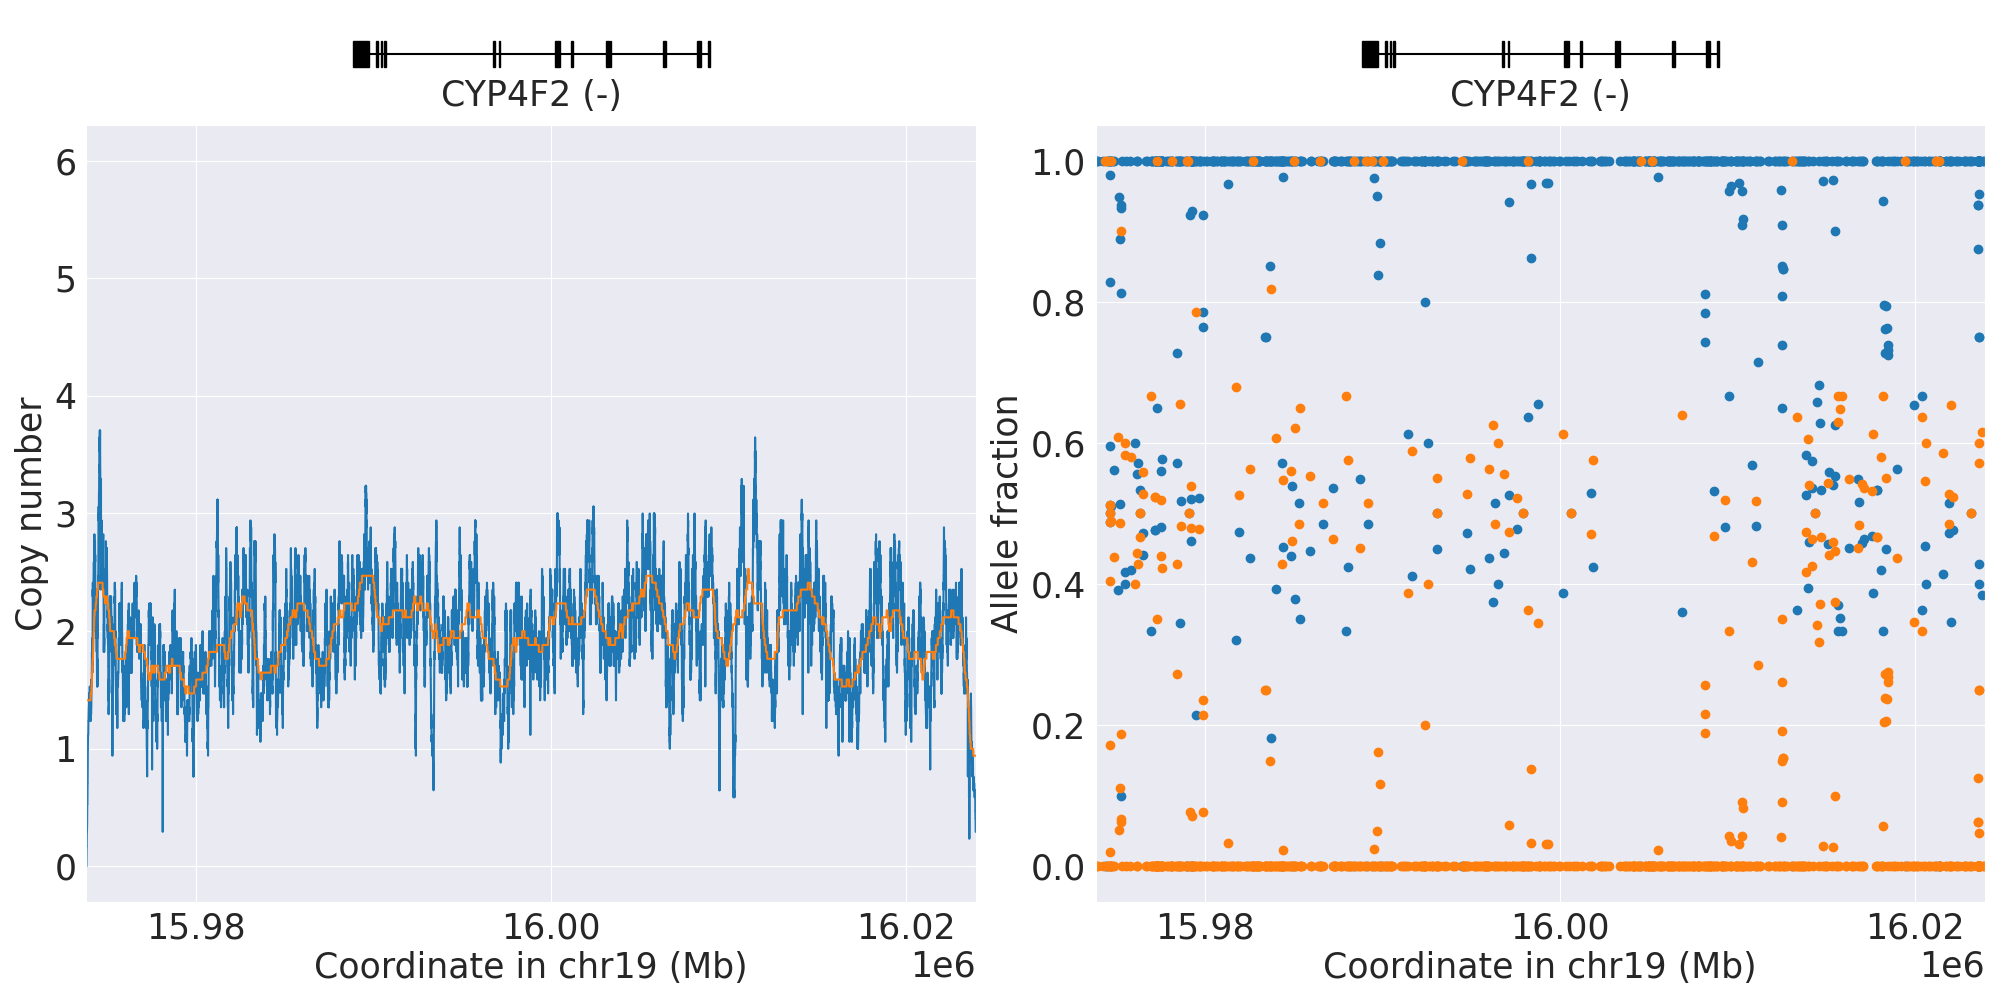 CYP4F2 (-)
6
5
4
3
2
1
0
Copy number
15.98
16.00
16.02
Coordinate in chr19 (Mb)
1e6
CYP4F2 (-)
1.0
0.8
0.6
0.4
0.2
0.0
Allele fraction
15.98
16.00
16.02
Coordinate in chr19 (Mb)
1e6